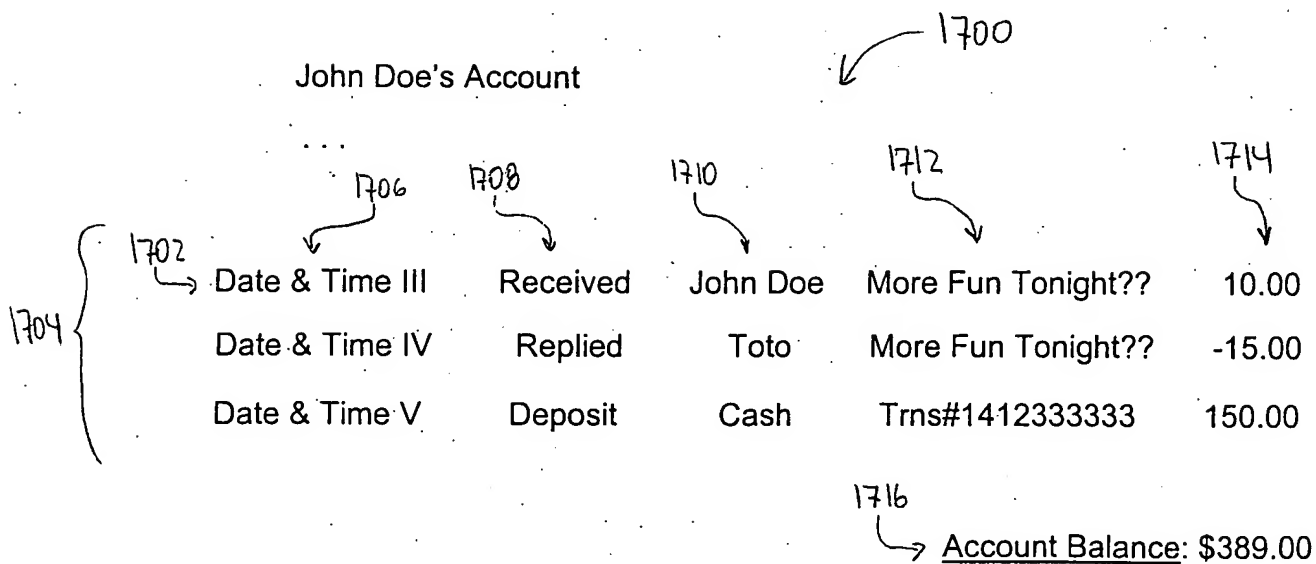 1700
John Doe's Account
...
1706 1708 1710 1712 1714
1702
Date & Time III Received John Doe More Fun Tonight?? 10.00
1704
Date & Time IV Replied Toto More Fun Tonight?? -15.00
Date & Time V Deposit Cash Trns#1412333333 150.00
1716
Account Balance: $389.00